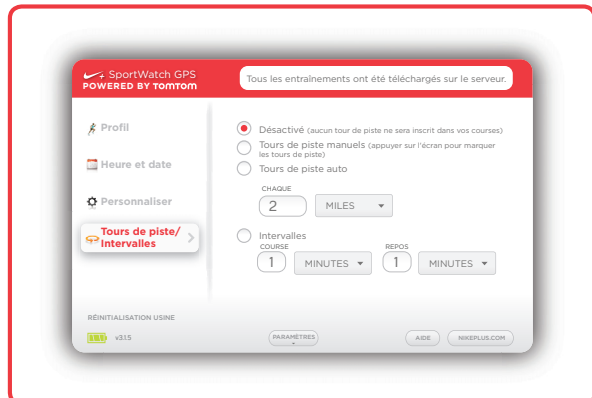 SportWatch GPS
POWERED BY TOMTOM
Tous les entraînements ont été téléchargés sur le serveur.
Profil
Heure et date
Personnaliser
Tours de piste/
Intervalles
Désactivé (aucun tour de piste ne sera inscrit dans vos courses)
Tours de piste manuels (appuyer sur l'écran pour marquer
les tours de piste)
Tours de piste auto
CHAQUE
2 MILES
Intervalles
COURSE REPOS
1 MINUTES 1 MINUTES
RÉINITIALISATION USINE
v3.1.5 PARAMÈTRES AIDE NIKEPLUS.COM